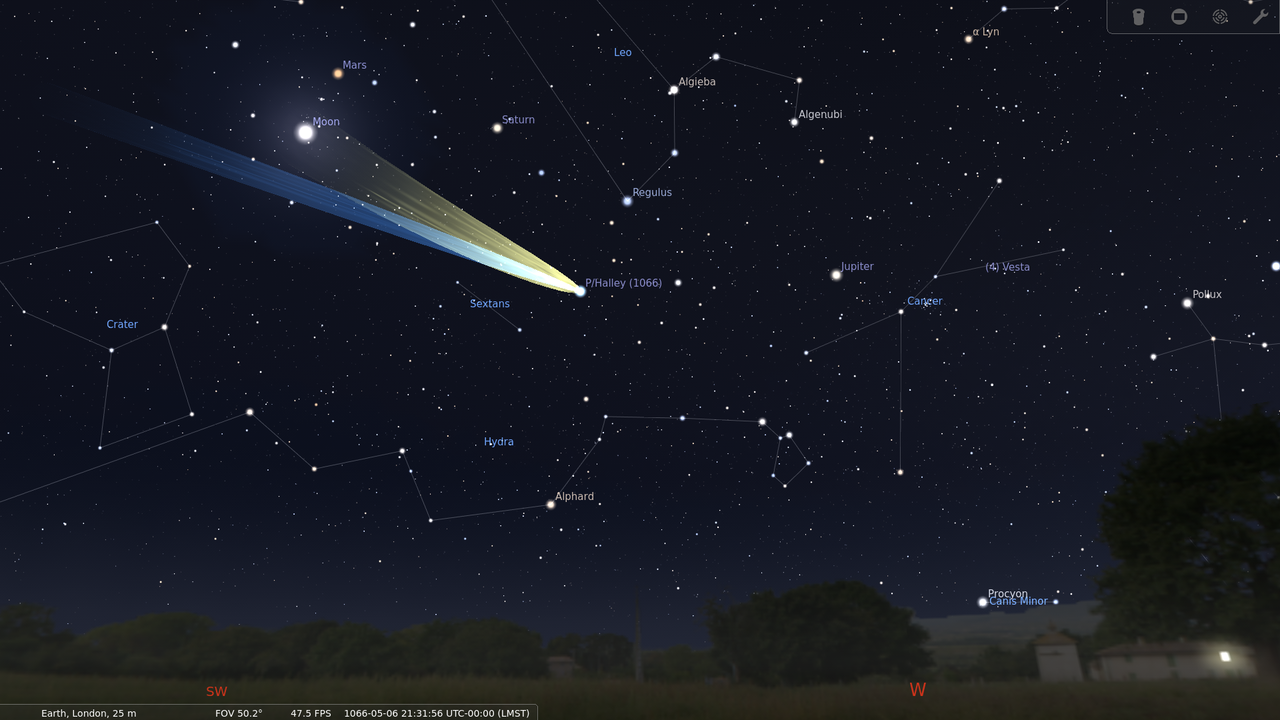 α Lyn
Leo
Mars
Algieba
Algenubi
Moon
Saturn
Regulus
Jupiter
(4) Vesta
P/Halley (1066)
Pollux
Sextans
Cancer
Crater
Hydra
Alphard
Procyon
Canis Minor
SW
W
Earth, London, 25 m FOV 50.2° 47.5 FPS 1066-05-06 21:31:56 UTC-00:00 (LMST)